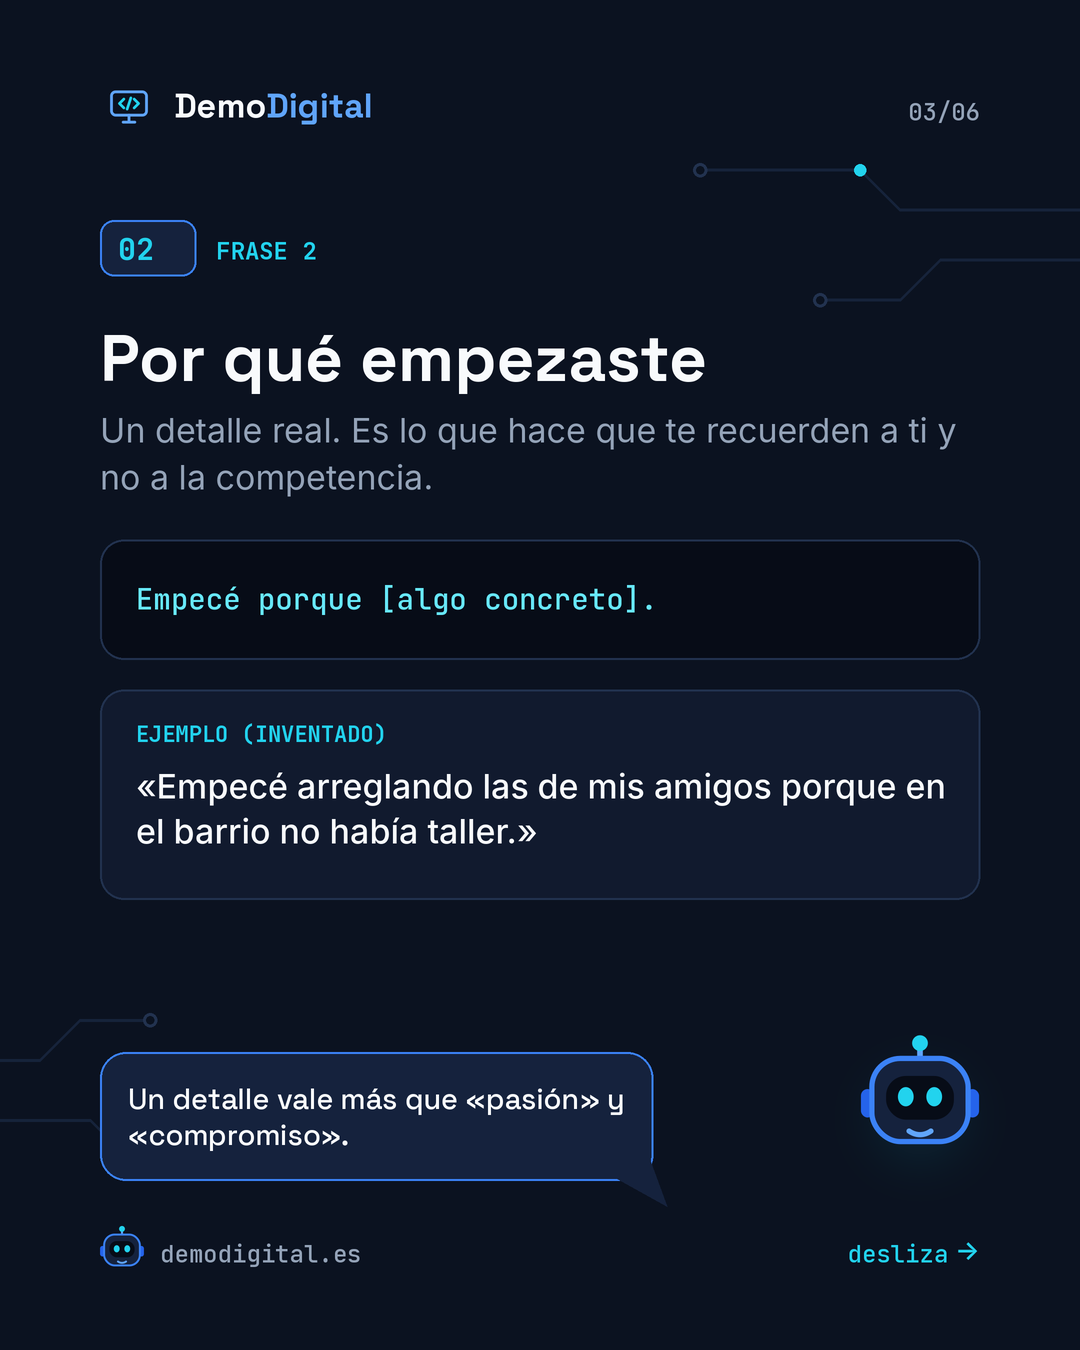 DemoDigital
03/06
02 FRASE 2
Por qué empezaste
Un detalle real. Es lo que hace que te recuerden a ti y
no a la competencia.
Empecé porque [algo concreto].
EJEMPLO (INVENTADO)
«Empecé arreglando las de mis amigos porque en
el barrio no había taller.»
Un detalle vale más que «pasión» y
«compromiso».
demodigital.es
desliza →